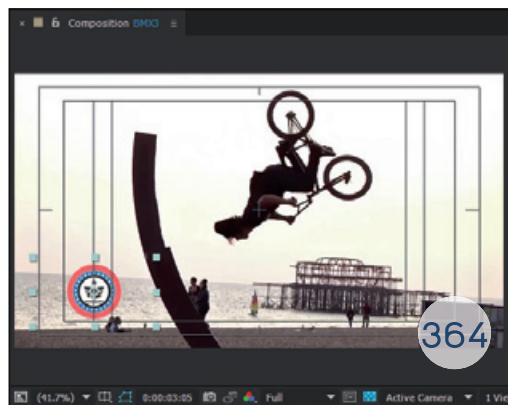 × Composition BMX3 ≡
364
(41.7%) 0:00:03:05 Full Active Camera 1 Vie